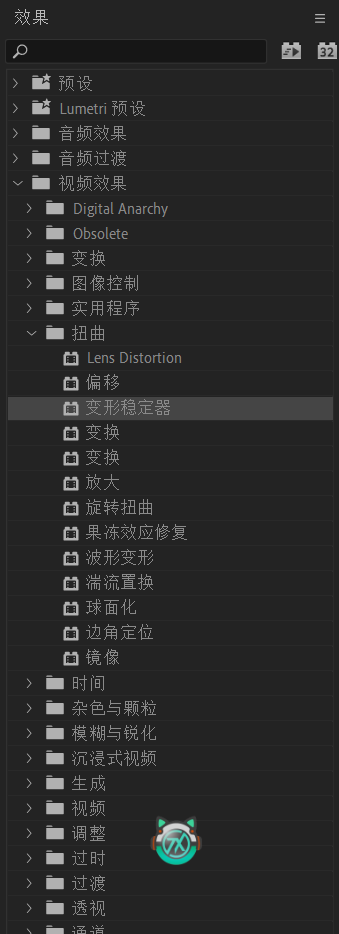 效果
32
预设
Lumetri 预设
音频效果
音频过渡
视频效果
Digital Anarchy
Obsolete
变换
图像控制
实用程序
扭曲
Lens Distortion
偏移
变形稳定器
变换
变换
放大
旋转扭曲
果冻效应修复
波形变形
湍流置换
球面化
边角定位
镜像
时间
杂色与颗粒
模糊与锐化
沉浸式视频
生成
视频
调整
过时
过渡
透视
通道